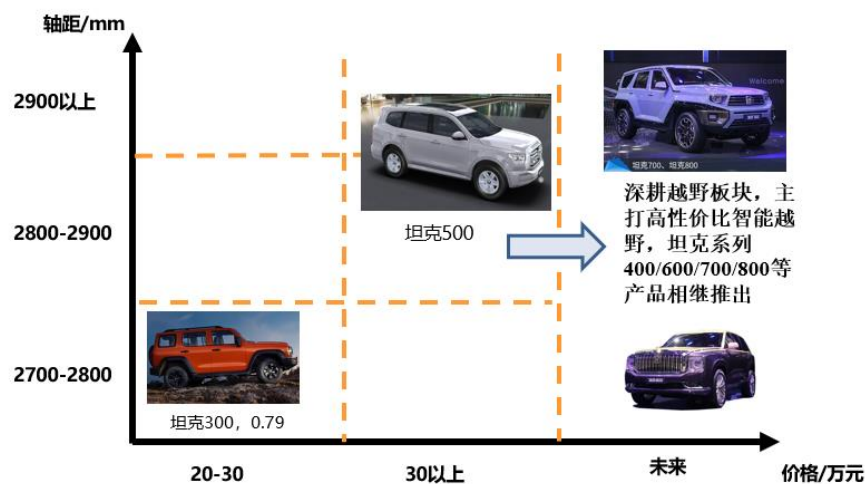 轴距/mm
2900以上
Welcome
坦克700、坦克800
深耕越野板块，主
打高性价比智能越
野，坦克系列
400/600/700/800等
产品相继推出
2800-2900
坦克500
2700-2800
坦克300，0.79
20-30
30以上
未来
价格/万元